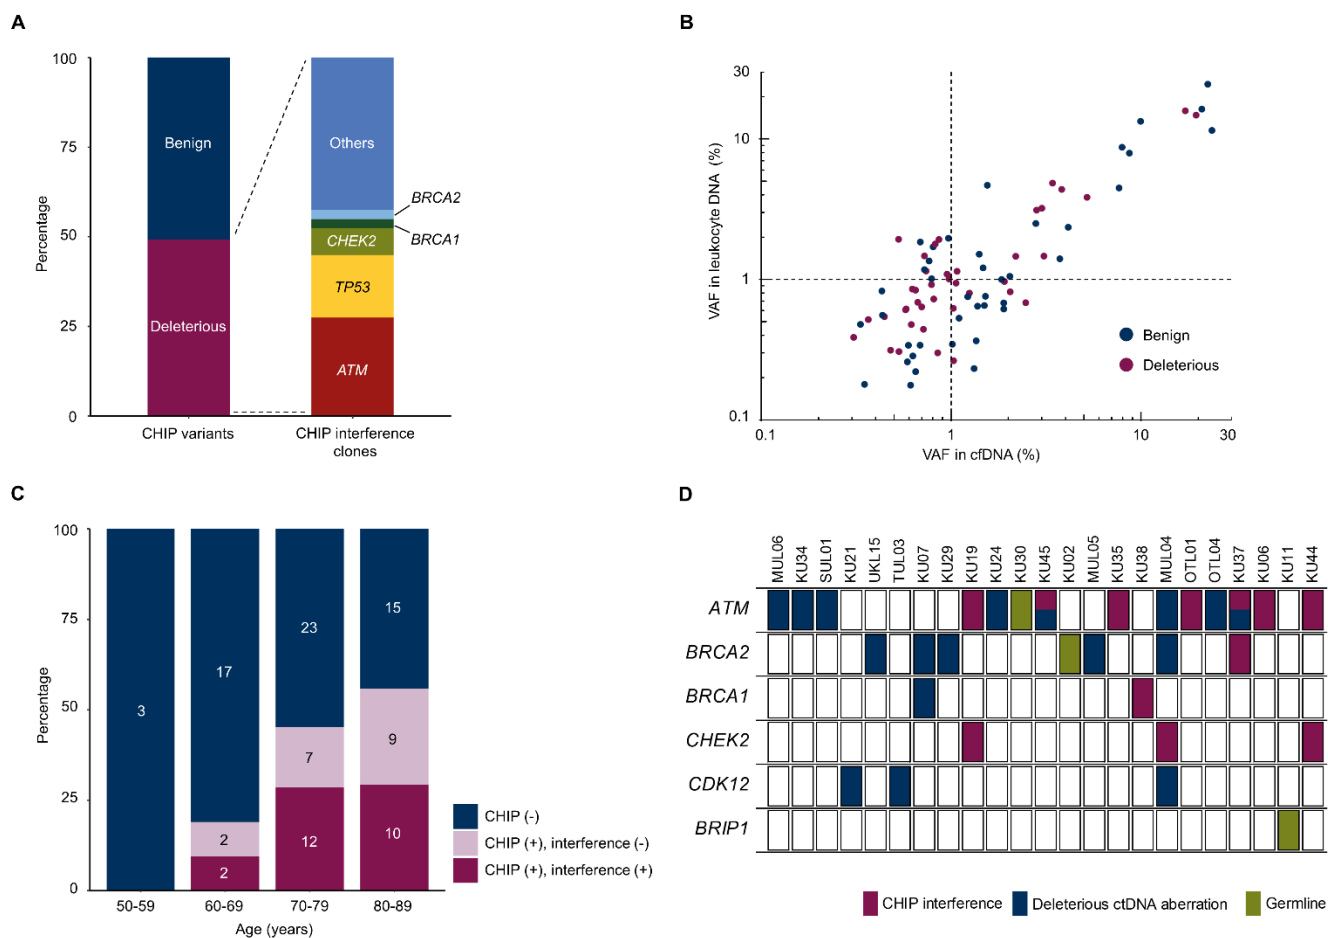 A
100
75
50
25
0
Percentage
Benign
Deleterious
Others
BRCA2
BRCA1
CHEK2
TP53
ATM
CHIP variants
CHIP interference
clones
B
30
10
1
0.1
VAF in leukocyte DNA (%)
Benign
Deleterious
0.1
1
10
30
VAF in cfDNA (%)
C
100
75
50
25
0
Percentage
3
17
2
2
23
7
12
15
9
10
50-59
60-69
70-79
80-89
Age (years)
CHIP (-)
CHIP (+), interference (-)
CHIP (+), interference (+)
D
MUL06
KU34
SUL01
KU21
UKL15
TUL03
KU07
KU29
KU19
KU24
KU30
KU45
KU02
MUL05
KU35
KU38
MUL04
OTL01
OTL04
KU37
KU06
KU11
KU44
ATM
BRCA2
BRCA1
CHEK2
CDK12
BRIP1
CHIP interference
Deleterious ctDNA aberration
Germline